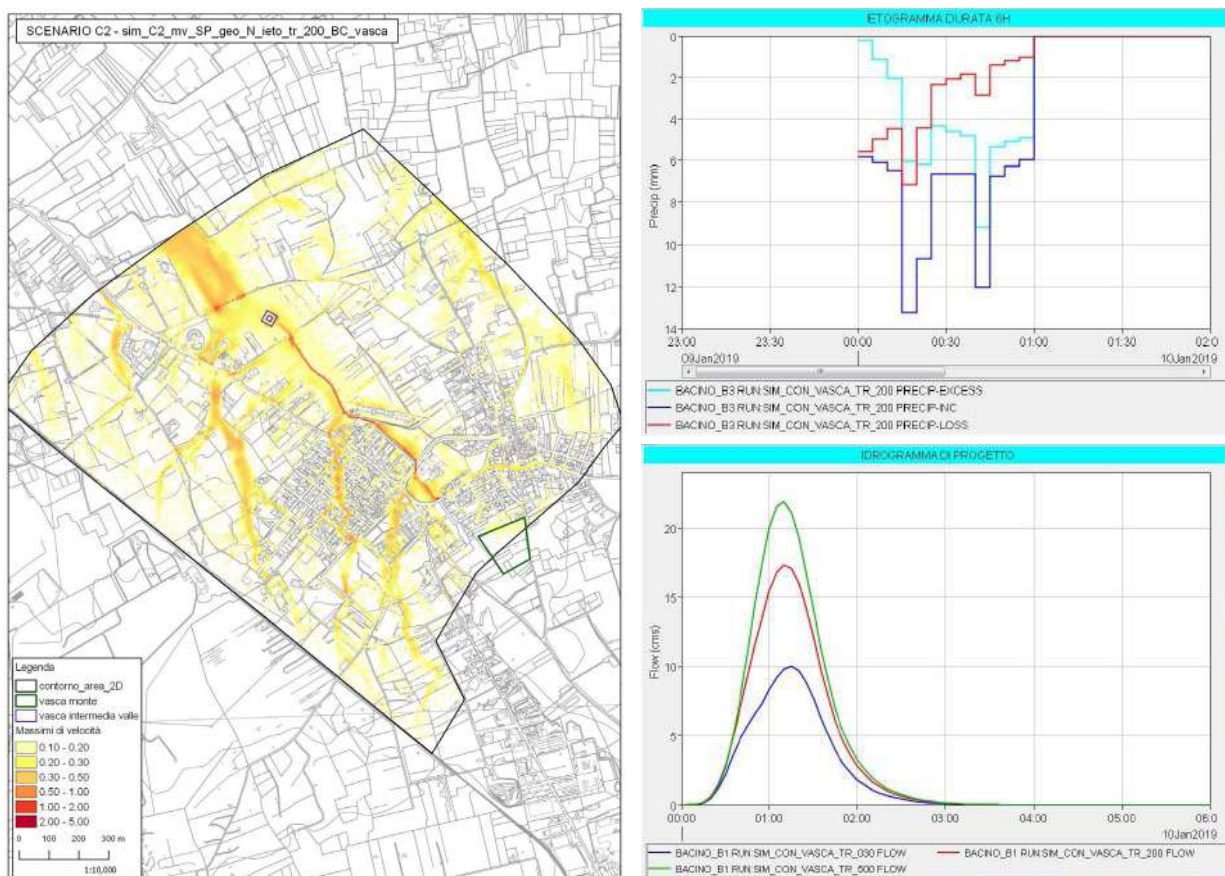 SCENARIO C2 - sim_C2_mv_SP_geo_N_ieto_tr_200_BC_vasca
Legenda
contorno_area_2D
vasca monte
vasca intermedia valle
Massimi di velocità
0.10 - 0.20
0.20 - 0.30
0.30 - 0.50
0.50 - 1.00
1.00 - 2.00
2.00 - 5.00
0 100 200 300 m
1:10,000
IETOGRAMMA DURATA 6H
Precip (mm)
0
2
4
6
8
10
12
14
23:00 23:30 00:00 00:30 01:00 01:30 02:0
09Jan2019 10Jan2019
BACINO_B3 RUN:SIM_CON_VASCA_TR_200 PRECIP-EXCESS
BACINO_B3 RUN:SIM_CON_VASCA_TR_200 PRECIP-INC
BACINO_B3 RUN:SIM_CON_VASCA_TR_200 PRECIP-LOSS
IDROGRAMMA DI PROGETTO
Flow (cms)
20
15
10
5
0
00:00 01:00 02:00 03:00 04:00 05:00 06:0
10Jan2019
BACINO_B1 RUN:SIM_CON_VASCA_TR_030 FLOW BACINO_B1 RUN:SIM_CON_VASCA_TR_200 FLOW
BACINO_B1 RUN:SIM_CON_VASCA_TR_500 FLOW